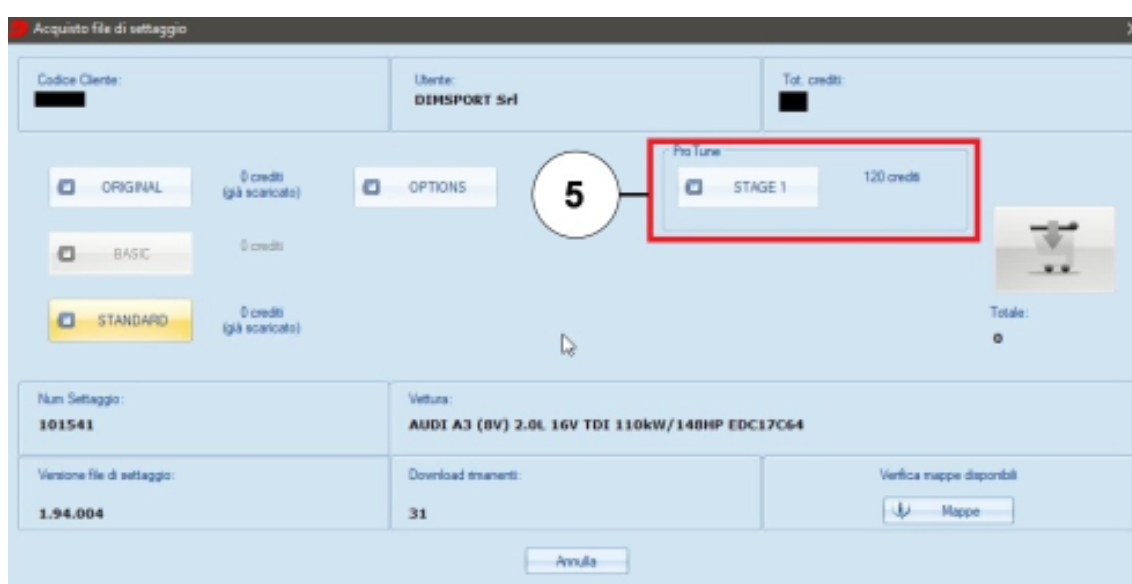 Acquisto file di settaggio
Codice Cliente:
Utente:
DIMSPORT Srl
Tot. crediti:
ORIGINAL
0 crediti
(già scaricato)
OPTIONS
5
Pro Tune
STAGE 1
120 crediti
BASIC
0 crediti
STANDARD
0 crediti
(già scaricato)
Totale:
0
Num Settaggio:
101541
Vettura:
AUDI A3 (8V) 2.0L 16V TDI 110kW/148HP EDC17C64
Versione file di settaggio:
1.94.004
Download rimanenti:
31
Verifica mappe disponibili
Mappe
Annulla